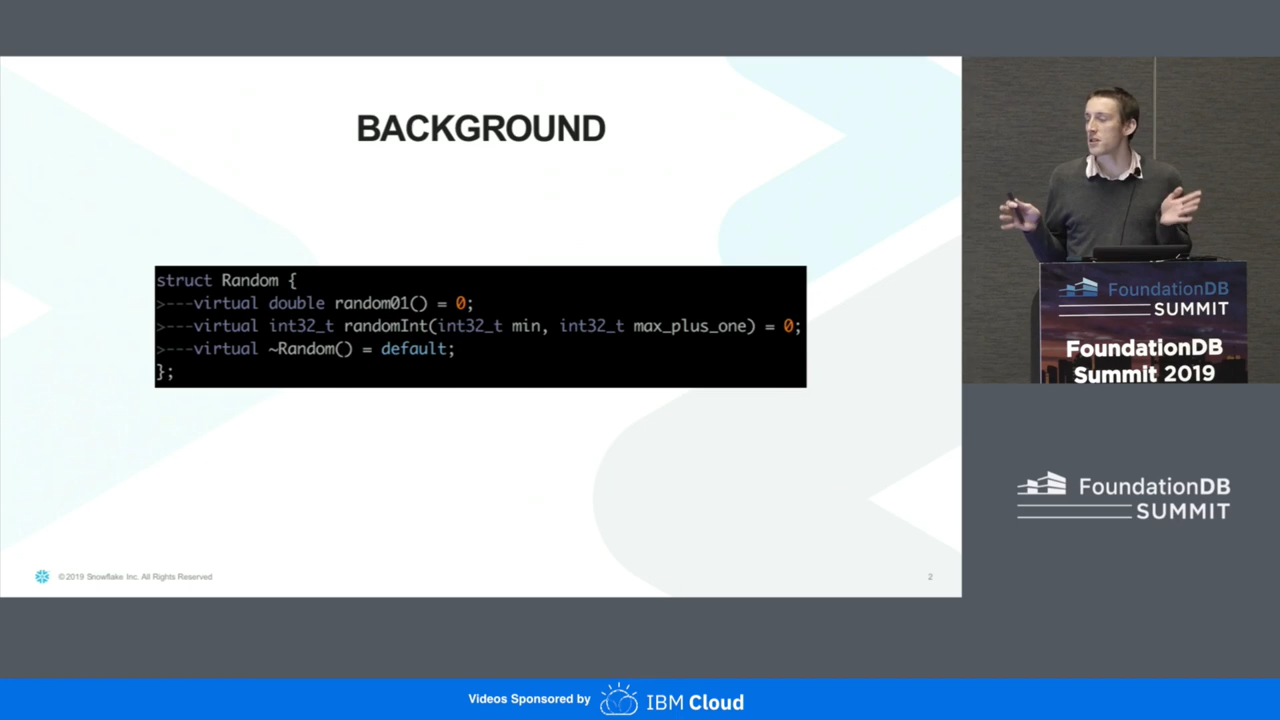 BACKGROUND
struct Random {
>---virtual double random01() = 0;
>---virtual int32_t randomInt(int32_t min, int32_t max_plus_one) = 0;
>---virtual ~Random() = default;
};
©2019 Snowflake Inc. All Rights Reserved
2
FoundationDB
SUMMIT
FoundationDB
Summit 2019
FoundationDB
SUMMIT
Videos Sponsored by
IBM Cloud